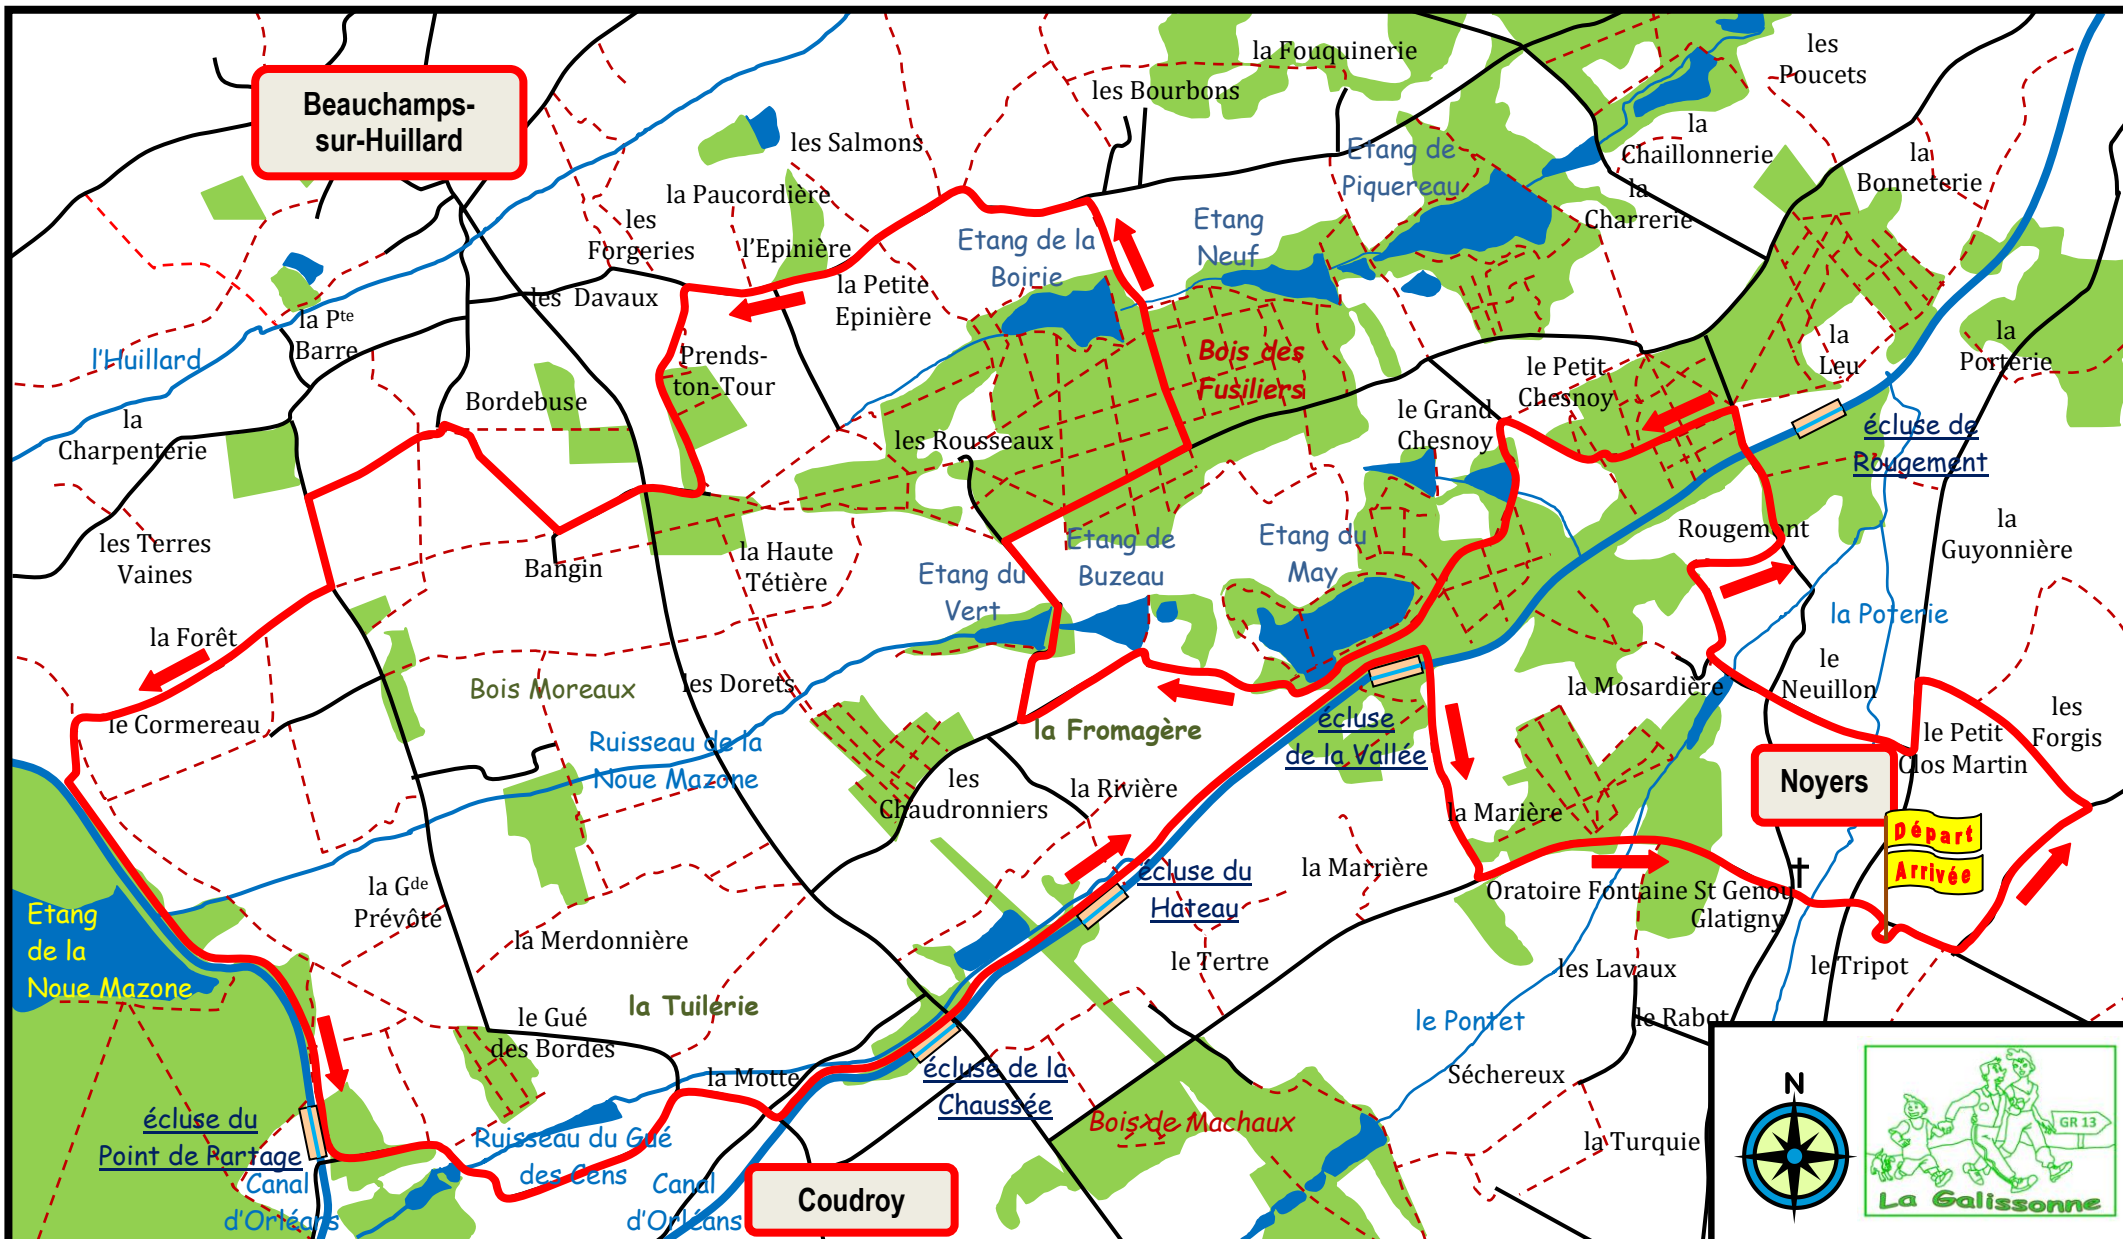 Beauchamps-
sur-Huillard
la Fouquinerie
les Bourbons
les
Poucets
les Salmons
la
Chaillonnerie
la
Bonneterie
Etang de
Piquereau
la Paucordière
les
Forgeries
l'Epinière
Etang de la
Boirie
Etang
Neuf
la
Charrerie
les Davaux
la Petite
Epinière
la Pte
Barre
l'Huillard
Prends-
ton-Tour
Bois des
Fusiliers
le Petit
Chesnoy
la
Leu
la
Porterie
Bordebuse
la
Charpenterie
les Rousseaux
le Grand
Chesnoy
écluse de
Rougement
les Terres
Vaines
Bangin
la Haute
Tétière
Etang du
Vert
Etang de
Buzeau
Etang du
May
Rougemont
la
Guyonnière
la Poterie
la Forêt
le Cormereau
Bois Moreaux
les Dorets
la Fromagère
écluse
de la Vallée
la Mosardière
le
Neuillon
le Petit
Clos Martin
les
Forgis
Ruisseau de la
Noue Mazone
les
Chaudronniers
la Rivière
Noyers
la Marière
Départ
Arrivée
la Gde
Prévôté
écluse du
Hateau
la Marrière
Oratoire Fontaine St Genou
Glatigny
Etang
de la
Noue Mazone
la Merdonnière
le Tertre
les Lavaux
le Tripot
la Tuilerie
le Gué
des Bordes
le Pontet
le Rabot
la Motte
écluse de la
Chaussée
Séchereux
écluse du
Point de Partage
Ruisseau du Gué
des Cens
Bois de Machaux
la Turquie
Canal
d'Orléans
Canal
d'Orléans
Coudroy
N
GR 13
La Galissonne